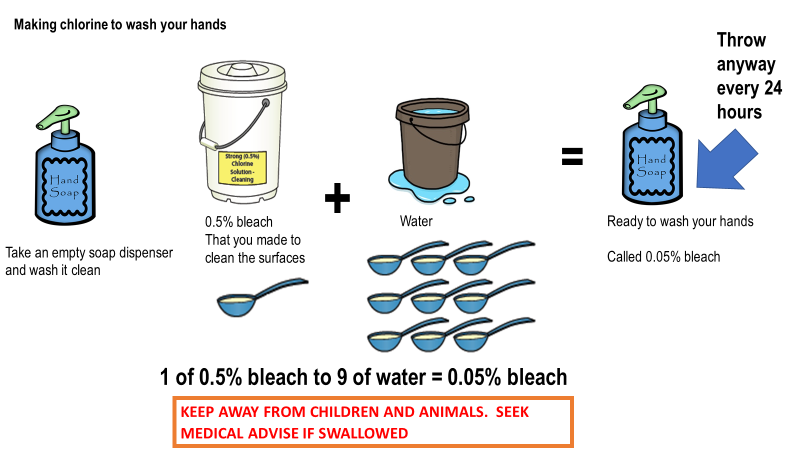 Making chlorine to wash your hands
Throw
anyway
every 24
hours
Hand
Soap
Strong (0.5%)
Chlorine
Solution -
Cleaning
+
=
Hand
Soap
Take an empty soap dispenser
and wash it clean
0.5% bleach
That you made to
clean the surfaces
Water
Ready to wash your hands
Called 0.05% bleach
1 of 0.5% bleach to 9 of water = 0.05% bleach
KEEP AWAY FROM CHILDREN AND ANIMALS.  SEEK
MEDICAL ADVISE IF SWALLOWED